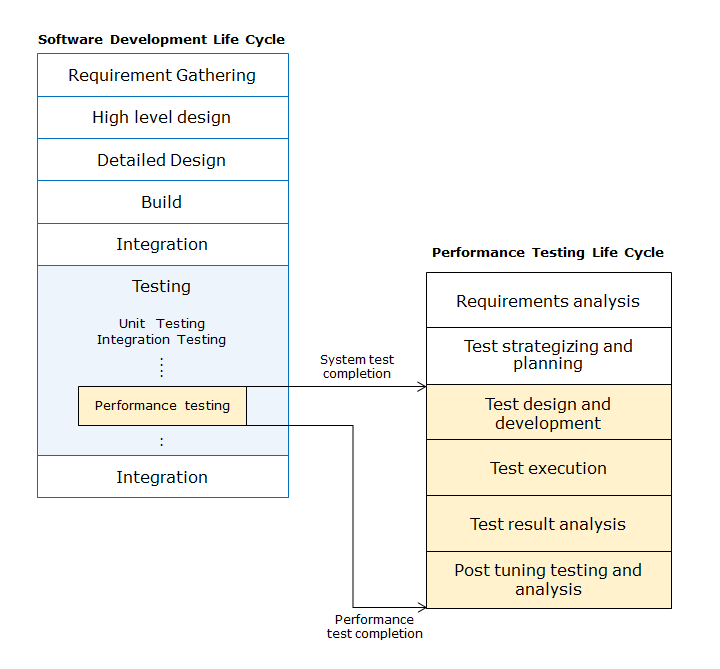 Software Development Life Cycle
Requirement Gathering
High level design
Detailed Design
Build
Integration
Testing
Unit Testing
Integration Testing
Performance testing
:
Integration
System test
completion
Performance
test completion
Performance Testing Life Cycle
Requirements analysis
Test strategizing and
planning
Test design and
development
Test execution
Test result analysis
Post tuning testing and
analysis